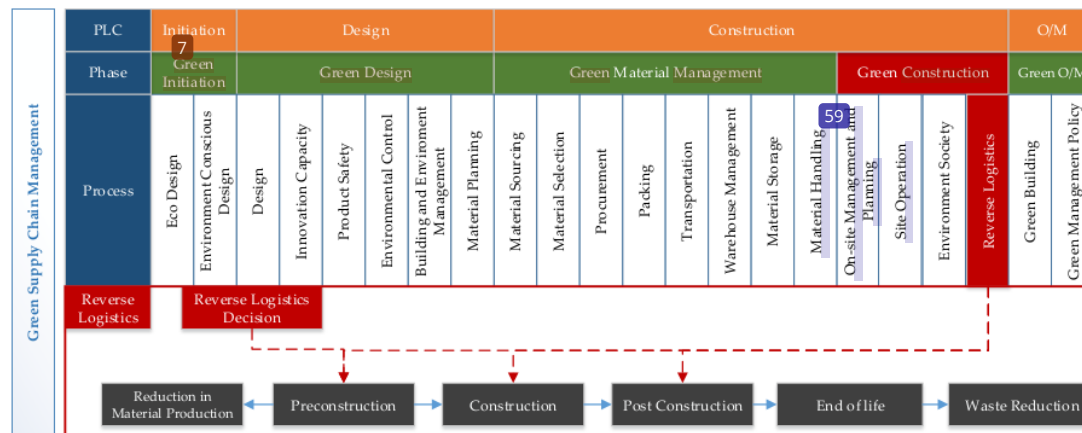 Green Supply Chain Management
PLC
Initiation
Design
Construction
O/M
Phase
Green
Initiation
Green Design
Green Material Management
Green Construction
Green O/M
Process
Eco Design
Environment Conscious
Design
Design
Innovation Capacity
Product Safety
Environmental Control
Building and Environment
Management
Material Planning
Material Sourcing
Material Selection
Procurement
Packing
Transportation
Warehouse Management
Material Storage
Material Handling
On-site Management and
Planning
Site Operation
Environment Society
Reverse Logistics
Green Building
Green Management Policy
7
59
Reverse
Logistics
Reverse Logistics
Decision
Reduction in
Material Production
Preconstruction
Construction
Post Construction
End of life
Waste Reduction